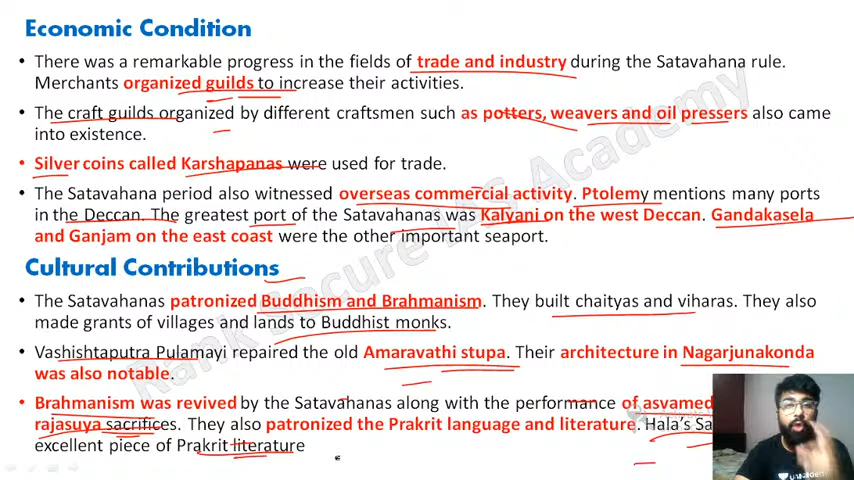 Economic Condition
• There was a remarkable progress in the fields of trade and industry during the Satavahana rule.
Merchants organized guilds to increase their activities.
• The craft guilds organized by different craftsmen such as potters, weavers and oil pressers also came
into existence.
• Silver coins called Karshapanas were used for trade.
• The Satavahana period also witnessed overseas commercial activity. Ptolemy mentions many ports
in the Deccan. The greatest port of the Satavahanas was Kalyani on the west Deccan. Gandakasela
and Ganjam on the east coast were the other important seaport.
Cultural Contributions
• The Satavahanas patronized Buddhism and Brahmanism. They built chaityas and viharas. They also
made grants of villages and lands to Buddhist monks.
• Vashishtaputra Pulamayi repaired the old Amaravathi stupa. Their architecture in Nagarjunakonda
was also notable.
• Brahmanism was revived by the Satavahanas along with the performance of asvamed
rajasuya sacrifices. They also patronized the Prakrit language and literature. Hala's Sa
excellent piece of Prakrit literature
Rank Secure IAS Academy